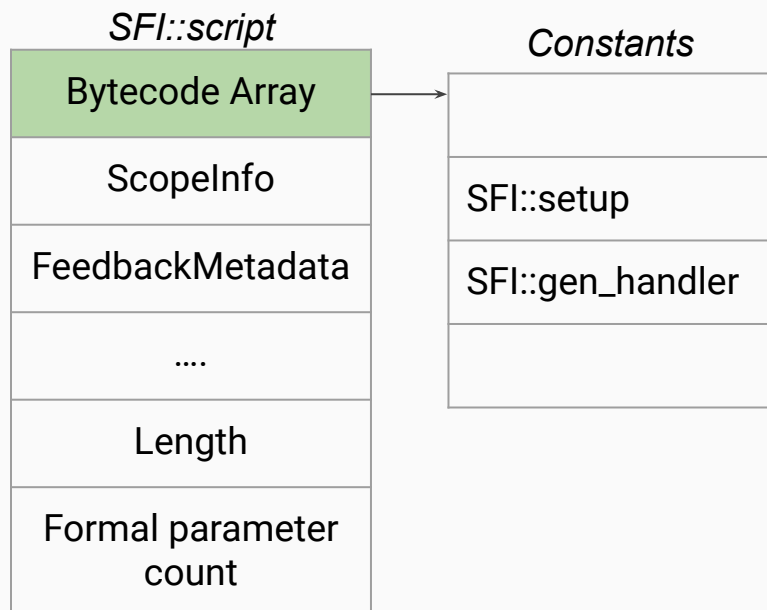 SFI::script
Bytecode Array
ScopeInfo
FeedbackMetadata
....
Length
Formal parameter
count
Constants
SFI::setup
SFI::gen_handler